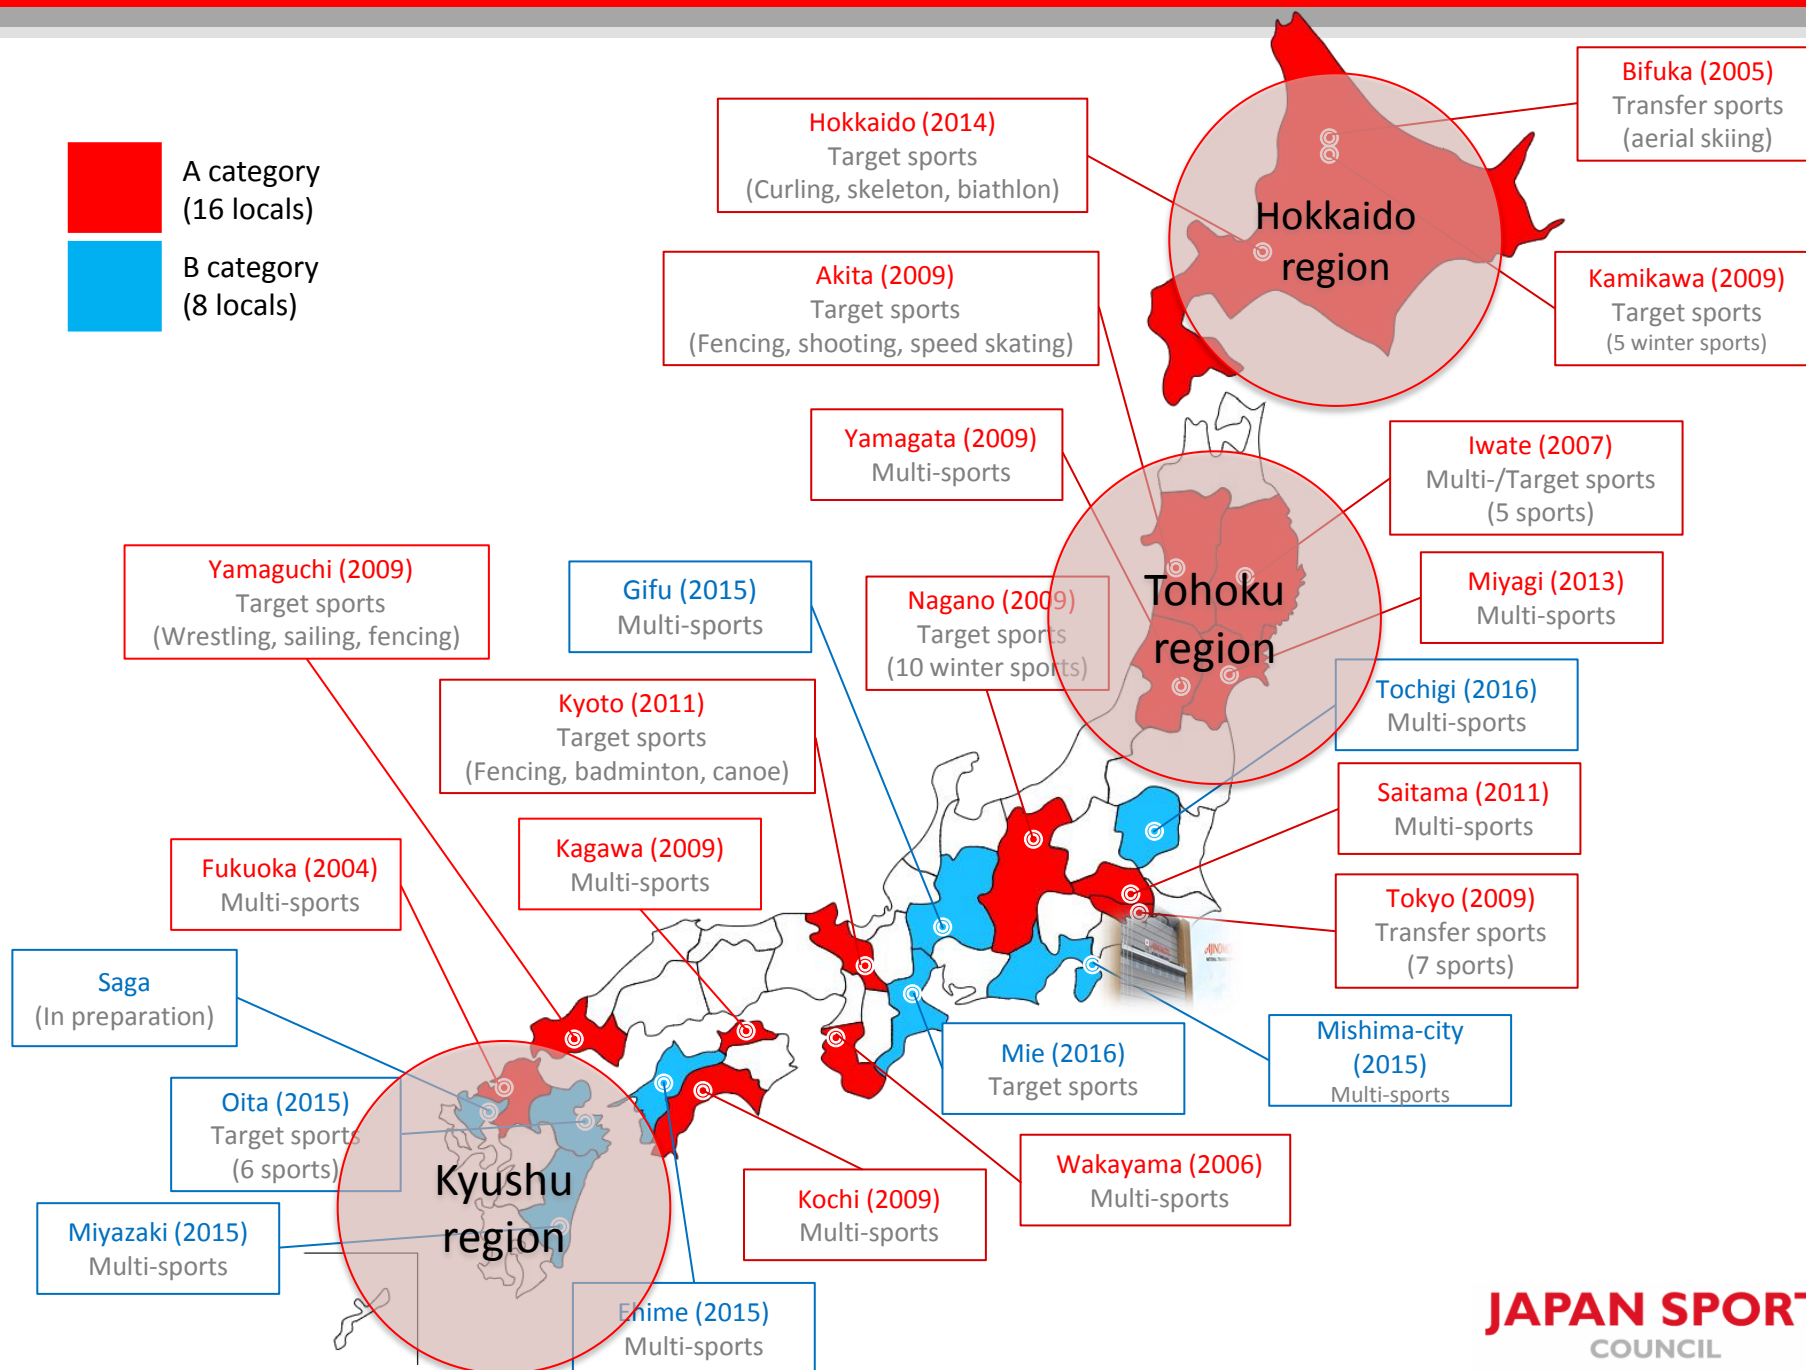 A category
(16 locals)
B category
(8 locals)
Hokkaido (2014)
Target sports
(Curling, skeleton, biathlon)
Bifuka (2005)
Transfer sports
(aerial skiing)
Hokkaido
region
Akita (2009)
Target sports
(Fencing, shooting, speed skating)
Kamikawa (2009)
Target sports
(5 winter sports)
Yamagata (2009)
Multi-sports
Iwate (2007)
Multi-/Target sports
(5 sports)
Yamaguchi (2009)
Target sports
(Wrestling, sailing, fencing)
Gifu (2015)
Multi-sports
Nagano (2009)
Target sports
(10 winter sports)
Tohoku
region
Miyagi (2013)
Multi-sports
Kyoto (2011)
Target sports
(Fencing, badminton, canoe)
Tochigi (2016)
Multi-sports
Saitama (2011)
Multi-sports
Fukuoka (2004)
Multi-sports
Kagawa (2009)
Multi-sports
Tokyo (2009)
Transfer sports
(7 sports)
Saga
(In preparation)
Mie (2016)
Target sports
Mishima-city
(2015)
Multi-sports
Oita (2015)
Target sports
(6 sports)
Kyushu
region
Wakayama (2006)
Multi-sports
Kochi (2009)
Multi-sports
Miyazaki (2015)
Multi-sports
Ehime (2015)
Multi-sports
JAPAN SPORT
COUNCIL